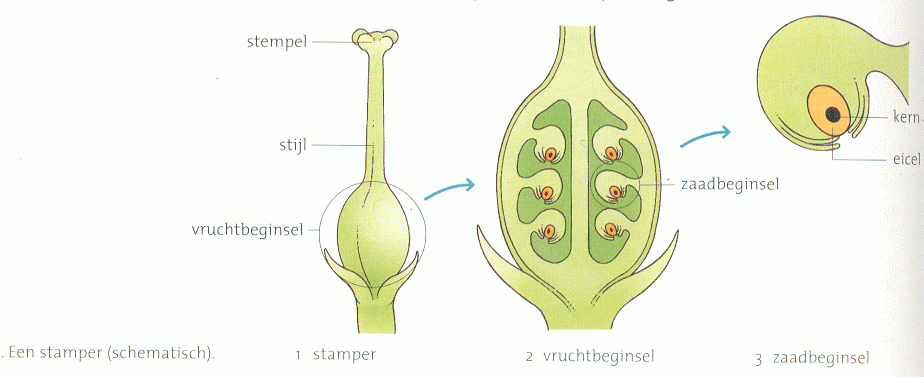 stempel
stijl
vruchtbeginsel
zaadbeginsel
kern
eicel
. Een stamper (schematisch).
1 stamper
2 vruchtbeginsel
3 zaadbeginsel